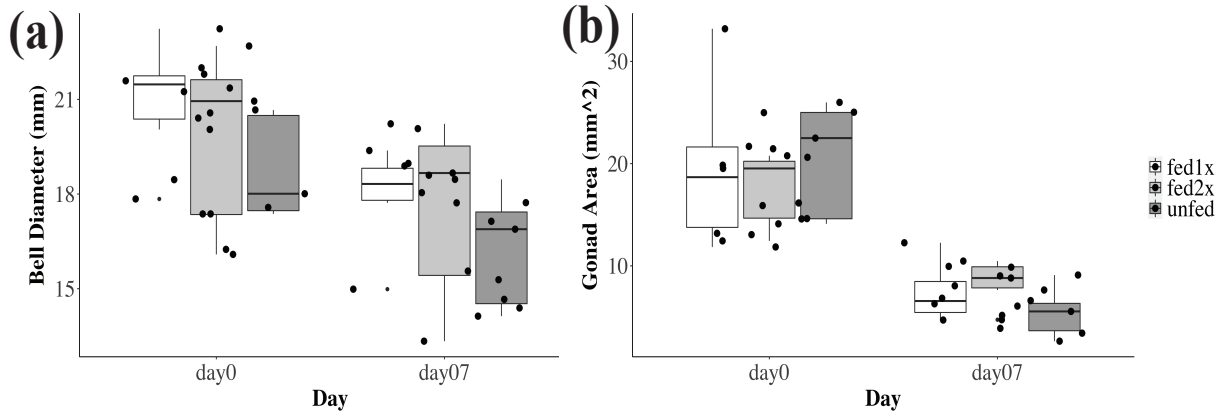 (a)
Bell Diameter (mm)
21
18
15
day0
day07
Day
(b)
Gonad Area (mm^2)
30
20
10
day0
day07
Day
fed1x
fed2x
unfed